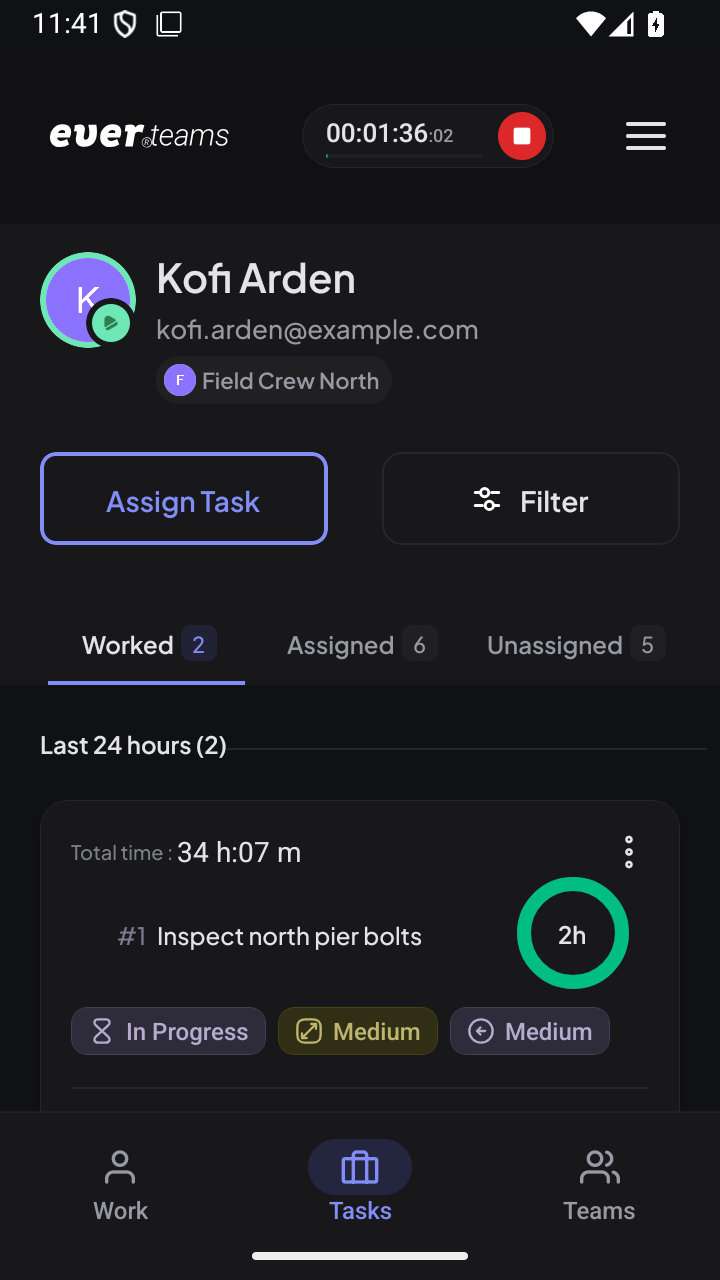 11:41
ever® teams
00:01:36:02
K
Kofi Arden
kofi.arden@example.com
F Field Crew North
Assign Task
Filter
Worked 2
Assigned 6
Unassigned 5
Last 24 hours (2)
Total time : 34 h:07 m
#1 Inspect north pier bolts
2h
In Progress
Medium
Medium
Work
Tasks
Teams